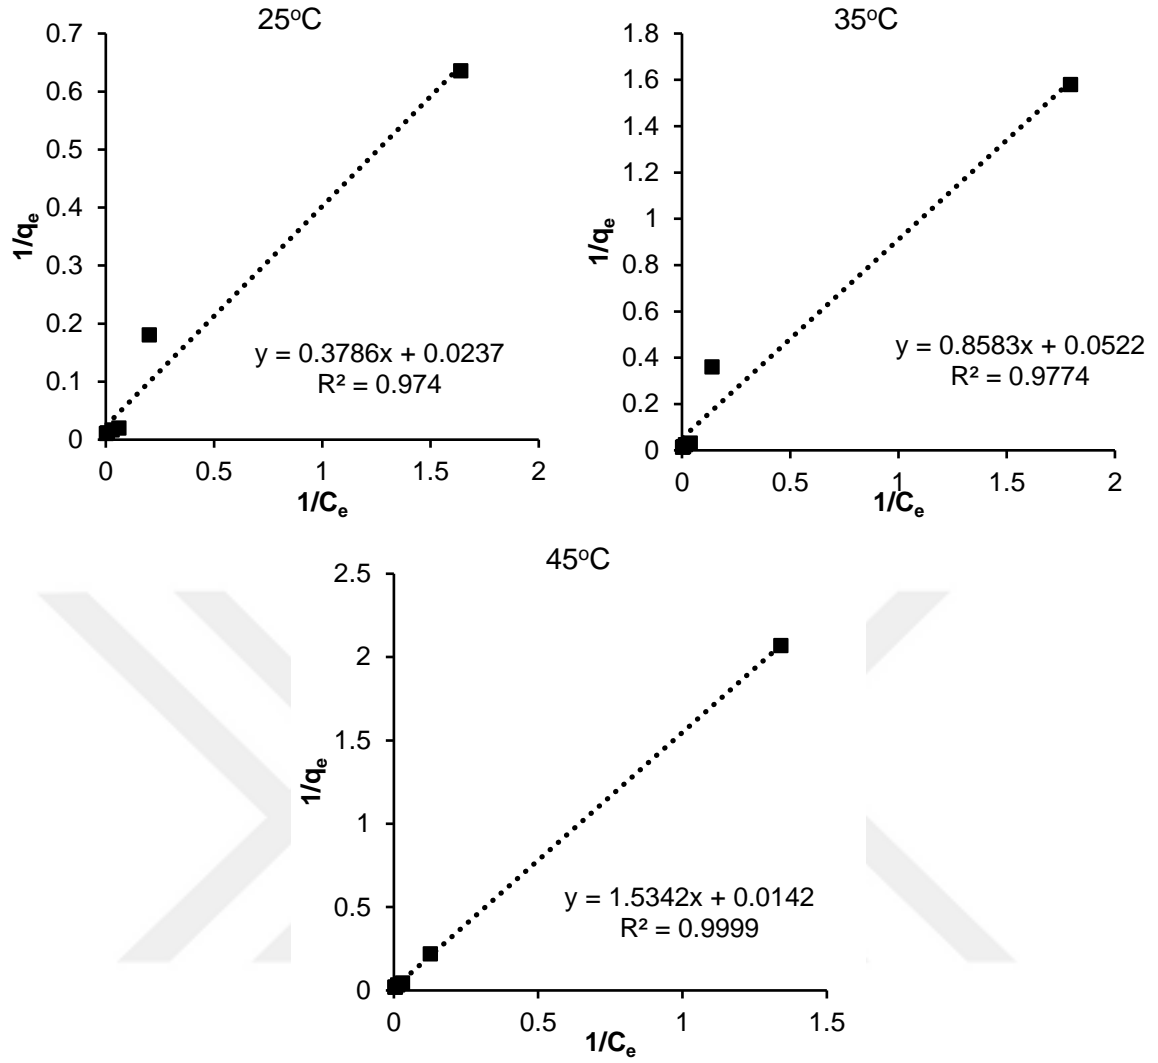 25°C
0.7
0.6
0.5
0.4
0.3
0.2
0.1
0
1/qe
y = 0.3786x + 0.0237
R² = 0.974
0 0.5 1 1.5 2
1/Ce
35°C
1.8
1.6
1.4
1.2
1
0.8
0.6
0.4
0.2
0
1/qe
y = 0.8583x + 0.0522
R² = 0.9774
0 0.5 1 1.5 2
1/Ce
45°C
2.5
2
1.5
1
0.5
0
1/qe
y = 1.5342x + 0.0142
R² = 0.9999
0 0.5 1 1.5
1/Ce